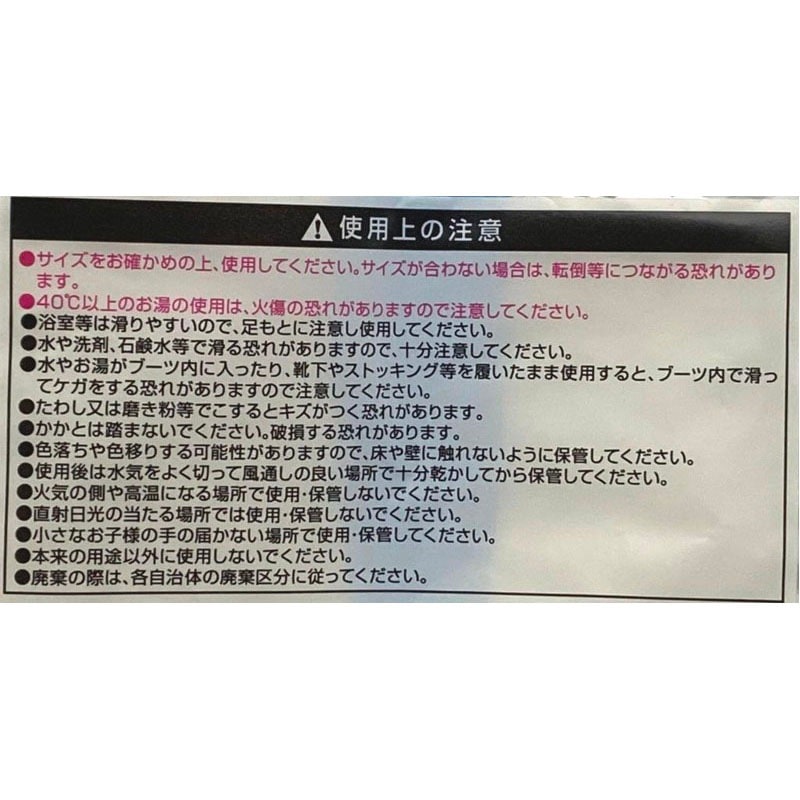 ⚠使用上の注意
●サイズをお確かめの上、使用してください。サイズが合わない場合は、転倒等につながる恐れがあり
ます。
●40℃以上のお湯の使用は、火傷の恐れがありますので注意してください。
●浴室等は滑りやすいので、足もとに注意し使用してください。
●水や洗剤、石鹸水等で滑る恐れがありますので、十分注意してください。
●水やお湯がブーツ内に入ったり、靴下やストッキング等を履いたまま使用すると、ブーツ内で滑っ
てケガをする恐れがありますので注意してください。
●たわし又は磨き粉等でこするとキズがつく恐れがあります。
●かかとは踏まないでください。破損する恐れがあります。
●色落ちや色移りする可能性がありますので、床や壁に触れないように保管してください。
●使用後は水気をよく切って風通しの良い場所で十分乾かしてから保管してください。
●火気の側や高温になる場所で使用・保管しないでください。
●直射日光の当たる場所では使用・保管しないでください。
●小さなお子様の手の届かない場所で使用・保管してください。
●本来の用途以外に使用しないでください。
●廃棄の際は、各自治体の廃棄区分に従ってください。